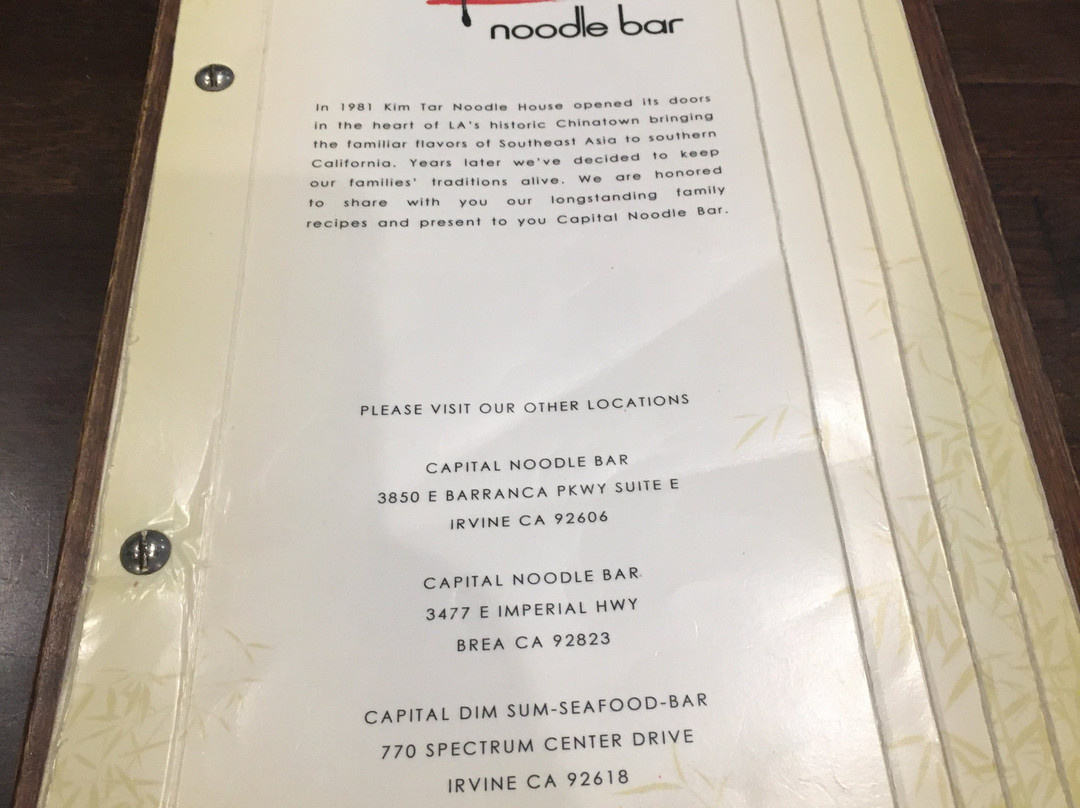 noodle bar
In 1981 Kim Tar Noodle House opened its doors
in the heart of LA's historic Chinatown bringing
the familiar flavors of Southeast Asia to southern
California. Years later we've decided to keep
our families' traditions alive. We are honored
to share with you our longstanding family
recipes and present to you Capital Noodle Bar.
PLEASE VISIT OUR OTHER LOCATIONS
CAPITAL NOODLE BAR
3850 E BARRANCA PKWY SUITE E
IRVINE CA 92606
CAPITAL NOODLE BAR
3477 E IMPERIAL HWY
BREA CA 92823
CAPITAL DIM SUM-SEAFOOD-BAR
770 SPECTRUM CENTER DRIVE
IRVINE CA 92618